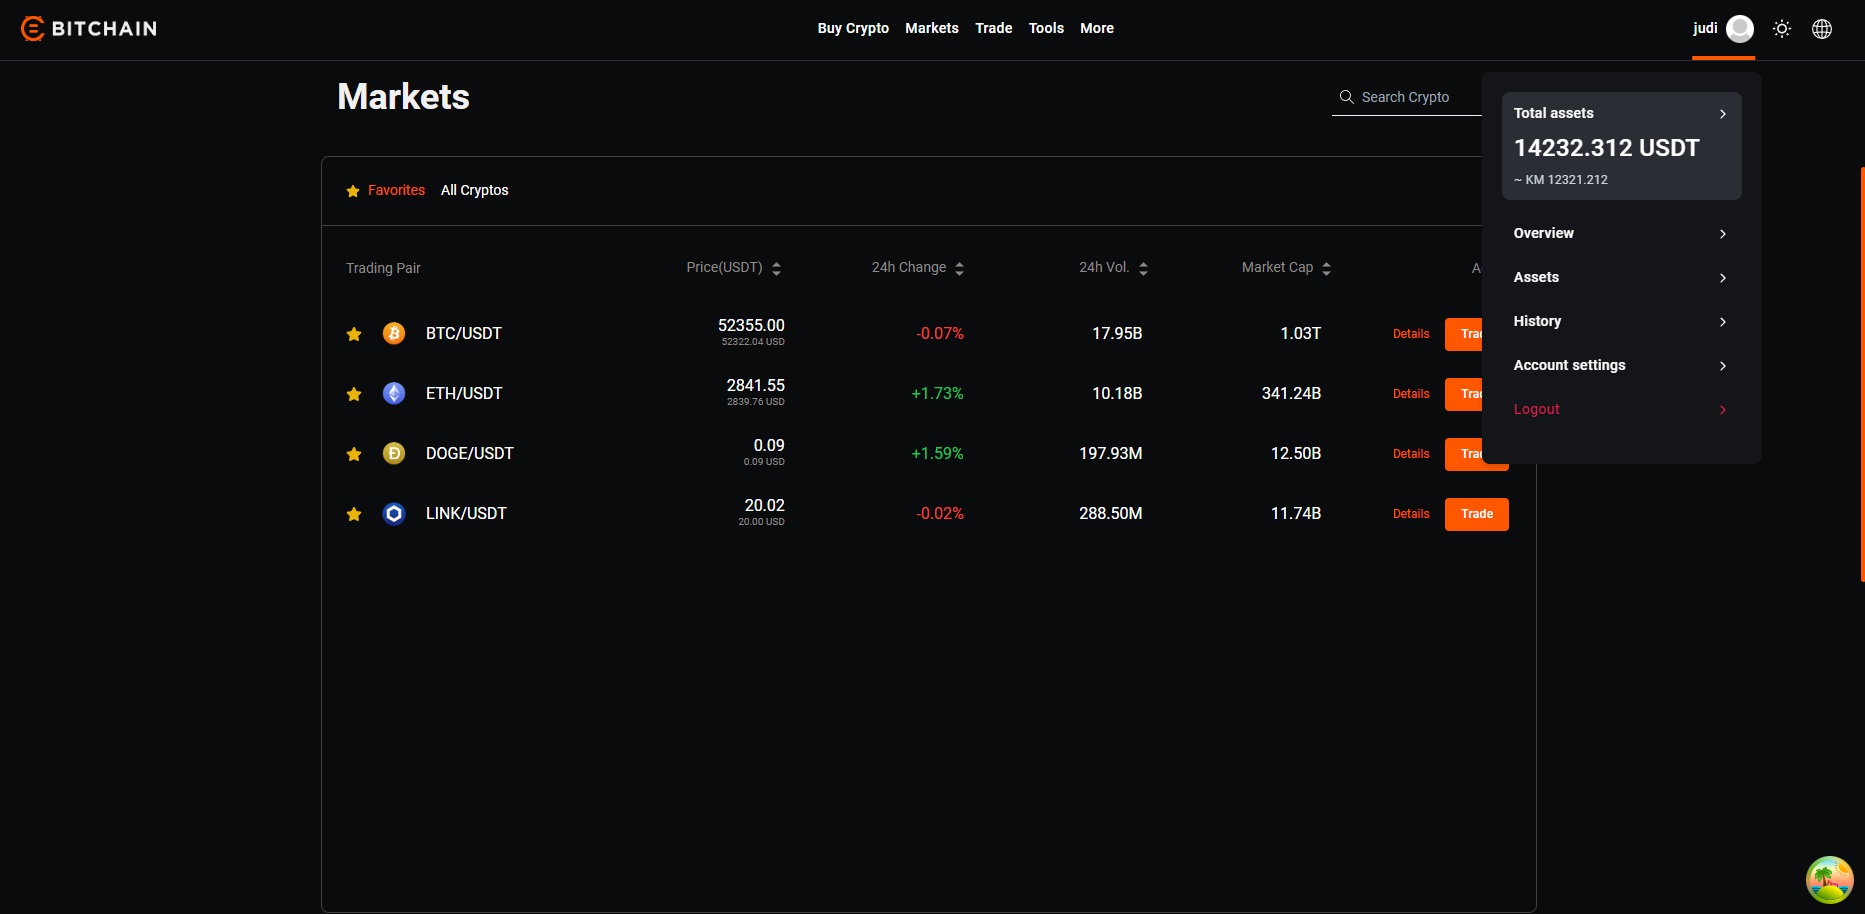 BITCHAIN
Buy Crypto Markets Trade Tools More
judi
Markets
Search Crypto
Total assets
14232.312 USDT
~ KM 12321.212
Overview
Assets
History
Account settings
Logout
Favorites All Cryptos
Trading Pair Price(USDT) 24h Change 24h Vol. Market Cap A
BTC/USDT 52355.00 -0.07% 17.95B 1.03T Details Trad
52322.04 USD
ETH/USDT 2841.55 +1.73% 10.18B 341.24B Details Trad
2839.76 USD
DOGE/USDT 0.09 +1.59% 197.93M 12.50B Details Trad
0.09 USD
LINK/USDT 20.02 -0.02% 288.50M 11.74B Details Trade
20.00 USD